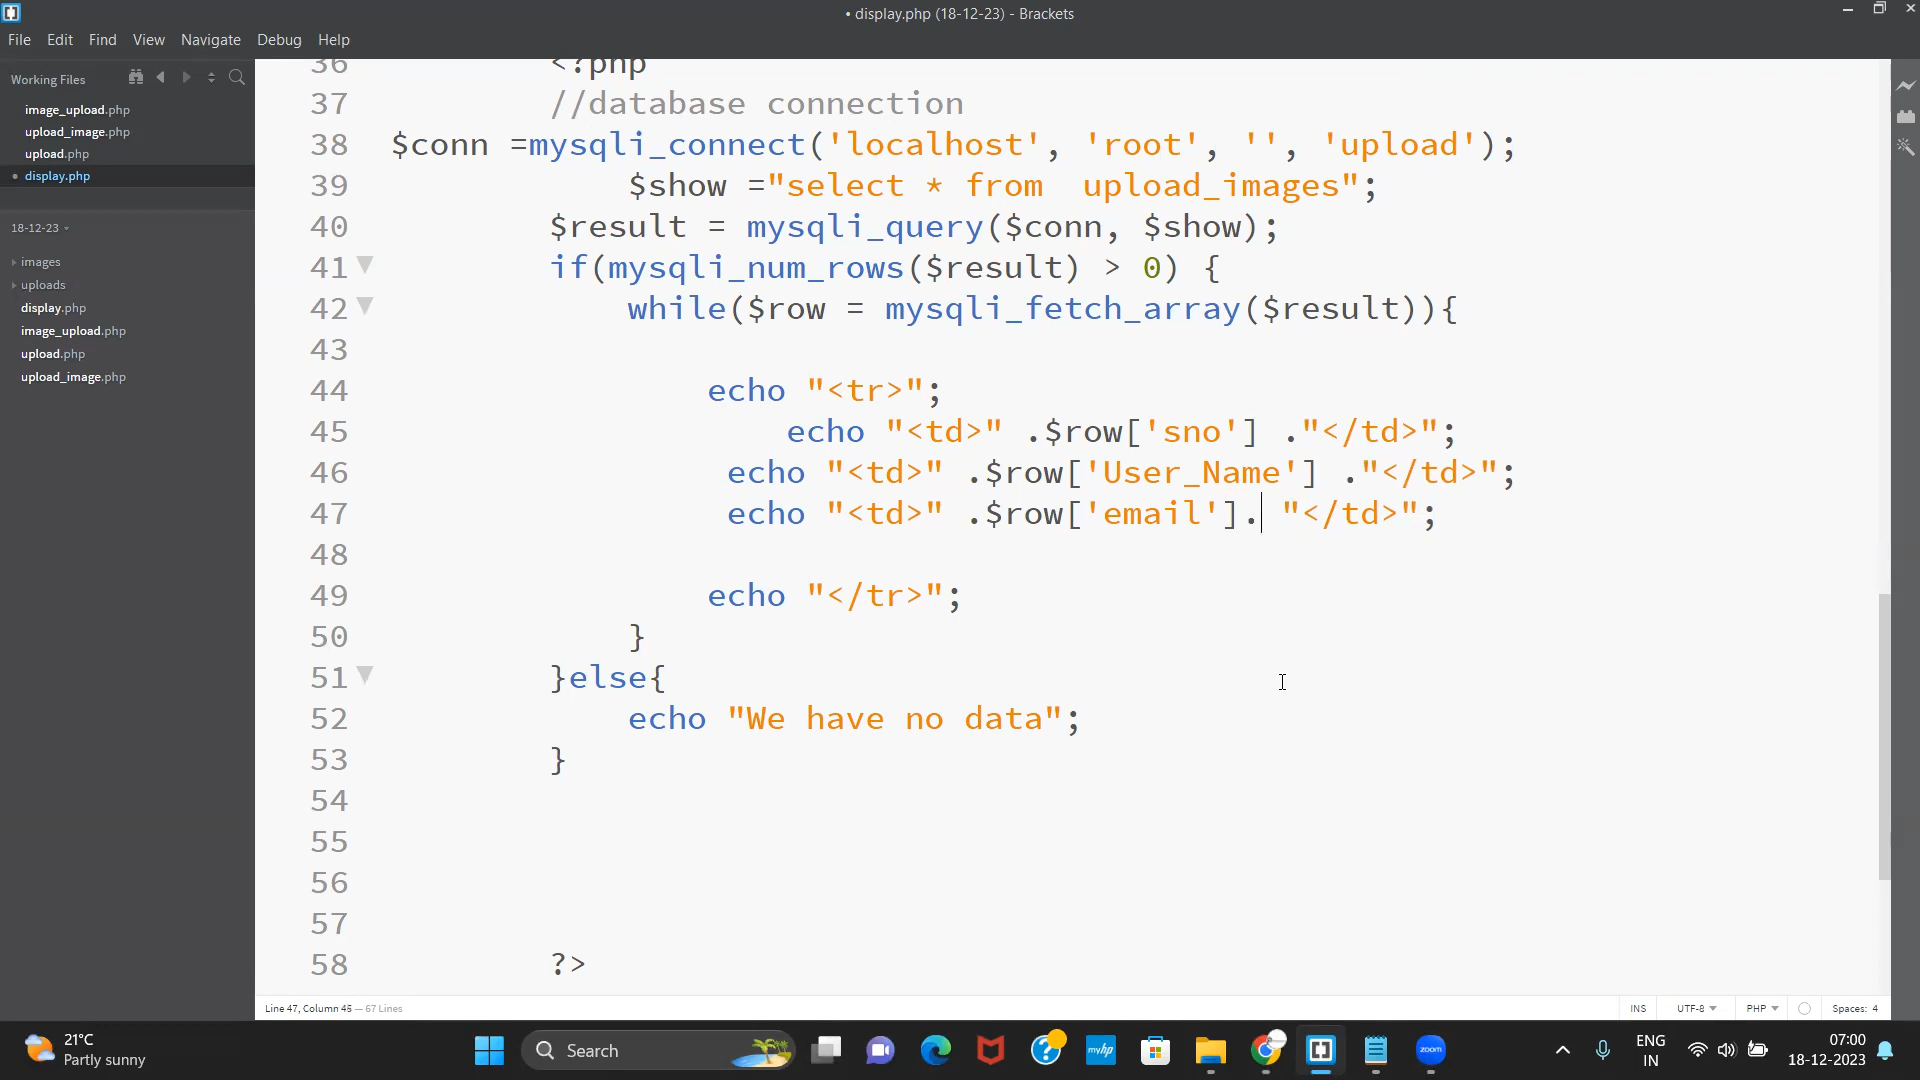 • display.php (18-12-23) - Brackets
File Edit Find View Navigate Debug Help
Working Files
image_upload.php
upload_image.php
upload.php
• display.php
18-12-23
images
uploads
display.php
image_upload.php
upload.php
upload_image.php
36 <?php
37 //database connection
38 $conn =mysqli_connect('localhost', 'root', '', 'upload');
39 $show ="select * from  upload_images";
40 $result = mysqli_query($conn, $show);
41 if(mysqli_num_rows($result) > 0) {
42 while($row = mysqli_fetch_array($result)){
43
44 echo "<tr>";
45 echo "<td>" .$row['sno'] ."</td>";
46 echo "<td>" .$row['User_Name'] ."</td>";
47 echo "<td>" .$row['email']. "</td>";
48
49 echo "</tr>";
50 }
51 }else{
52 echo "We have no data";
53 }
54
55
56
57
58 ?>
Line 47, Column 45 — 67 Lines
INS UTF-8 PHP Spaces: 4
21°C
Partly sunny
Search
myhp
zoom
ENG
IN
07:00
18-12-2023